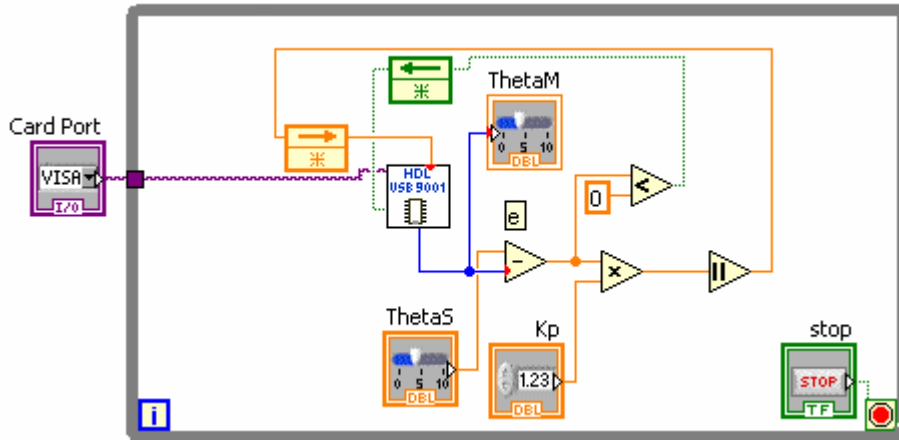 ThetaM
Card Port
0 5 10
DBL
HDL
USB 9001
VISA
I/O
0
<
e
-
x
ThetaS
Kp
stop
0 5 10
DBL
1.23
DBL
STOP
TF
i